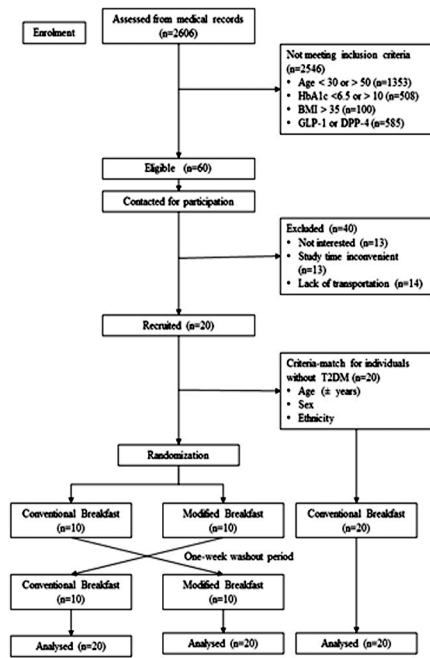 Enrolment
Assessed from medical records
(n=2606)
Not meeting inclusion criteria
(n=2546)
• Age < 30 or > 50 (n=1353)
• HbA1c <6.5 or > 10 (n=508)
• BMI > 35 (n=100)
• GLP-1 or DPP-4 (n=585)
Eligible (n=60)
Contacted for participation
Excluded (n=40)
• Not interested (n=13)
• Study time inconvenient
(n=13)
• Lack of transportation (n=14)
Recruited (n=20)
Criteria-match for individuals
without T2DM (n=20)
• Age (± years)
• Sex
• Ethnicity
Randomization
Conventional Breakfast
(n=10)
Modified Breakfast
(n=10)
Conventional Breakfast
(n=20)
One-week washout period
Conventional Breakfast
(n=10)
Modified Breakfast
(n=10)
Analysed (n=20)
Analysed (n=20)
Analysed (n=20)